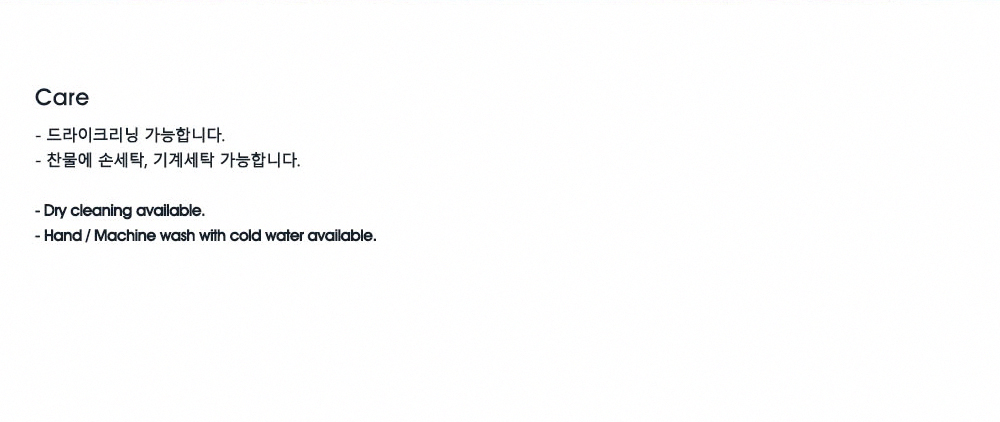 Care
- 드라이크리닝 가능합니다.
- 찬물에 손세탁, 기계세탁 가능합니다.
- Dry cleaning available.
- Hand / Machine wash with cold water available.